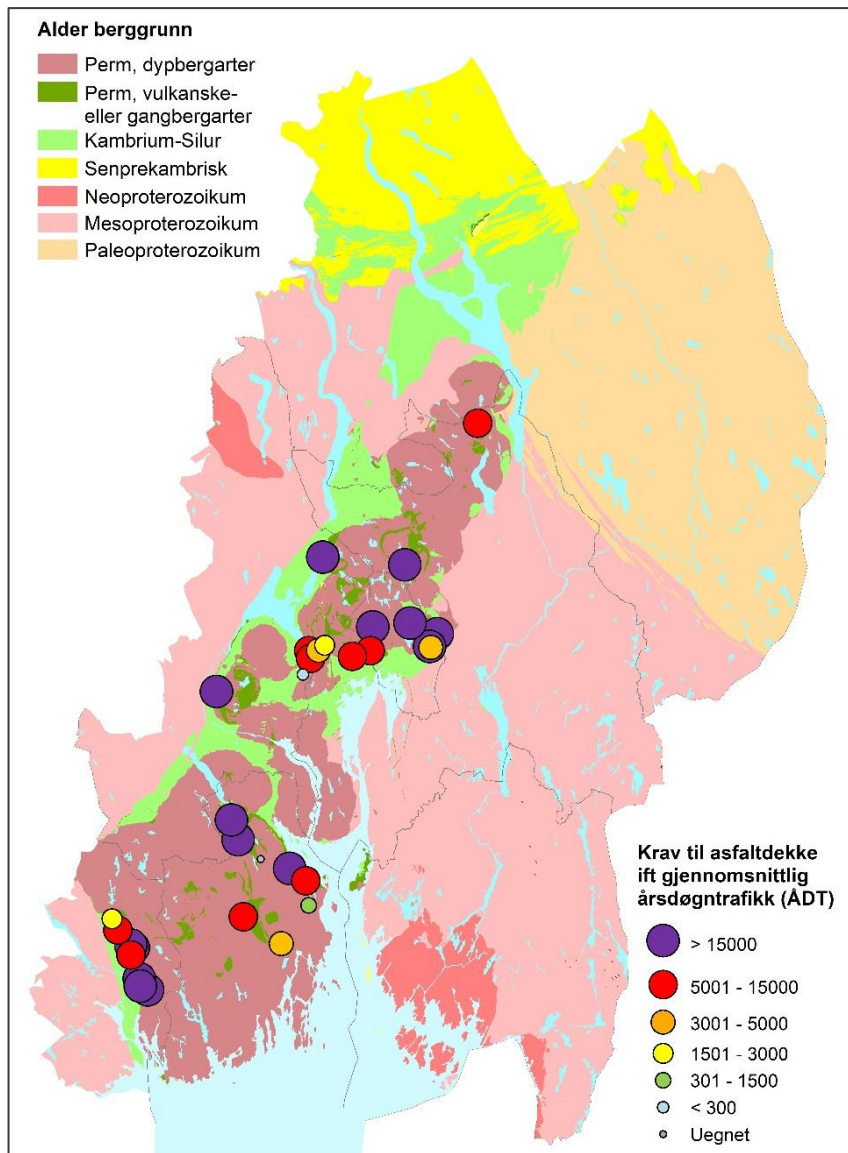 Alder berggrunn
Perm, dypbergarter
Perm, vulkanske-
eller gangbergarter
Kambrium-Silur
Senprekambrisk
Neoproterozoikum
Mesoproterozoikum
Paleoproterozoikum
Krav til asfaltdekke
ift gjennomsnittlig
årsdøgntrafikk (ÅDT)
> 15000
5001 - 15000
3001 - 5000
1501 - 3000
301 - 1500
< 300
Uegnet